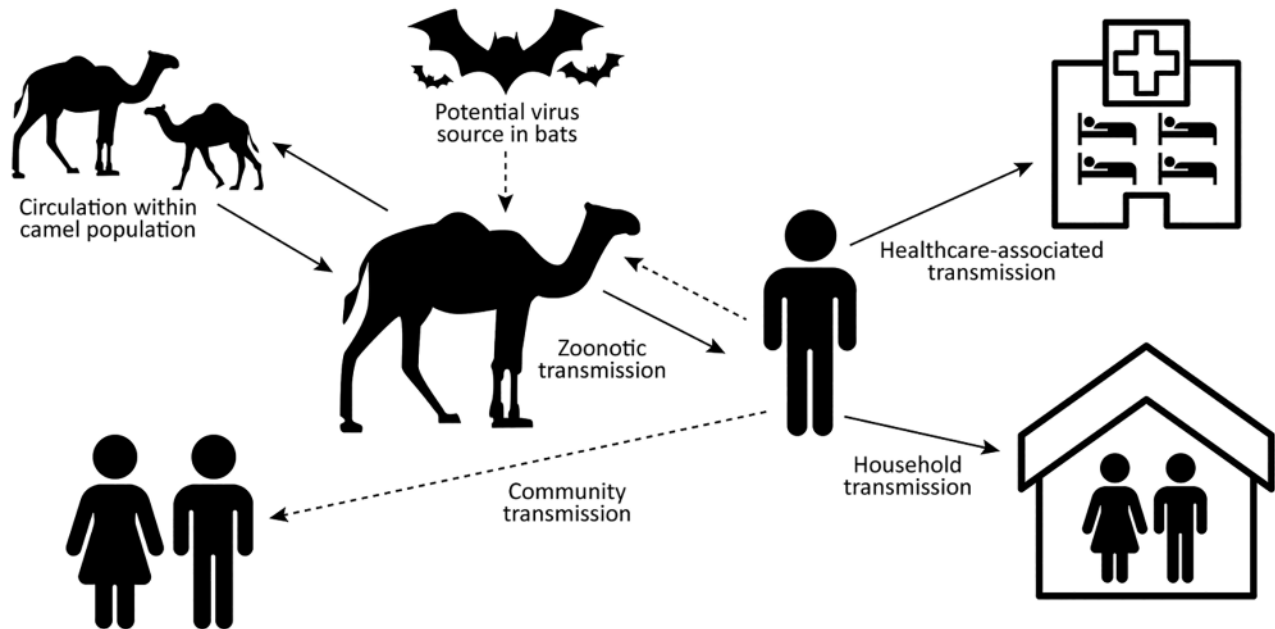 Potential virus
source in bats
Circulation within
camel population
Healthcare-associated
transmission
Zoonotic
transmission
Household
transmission
Community
transmission